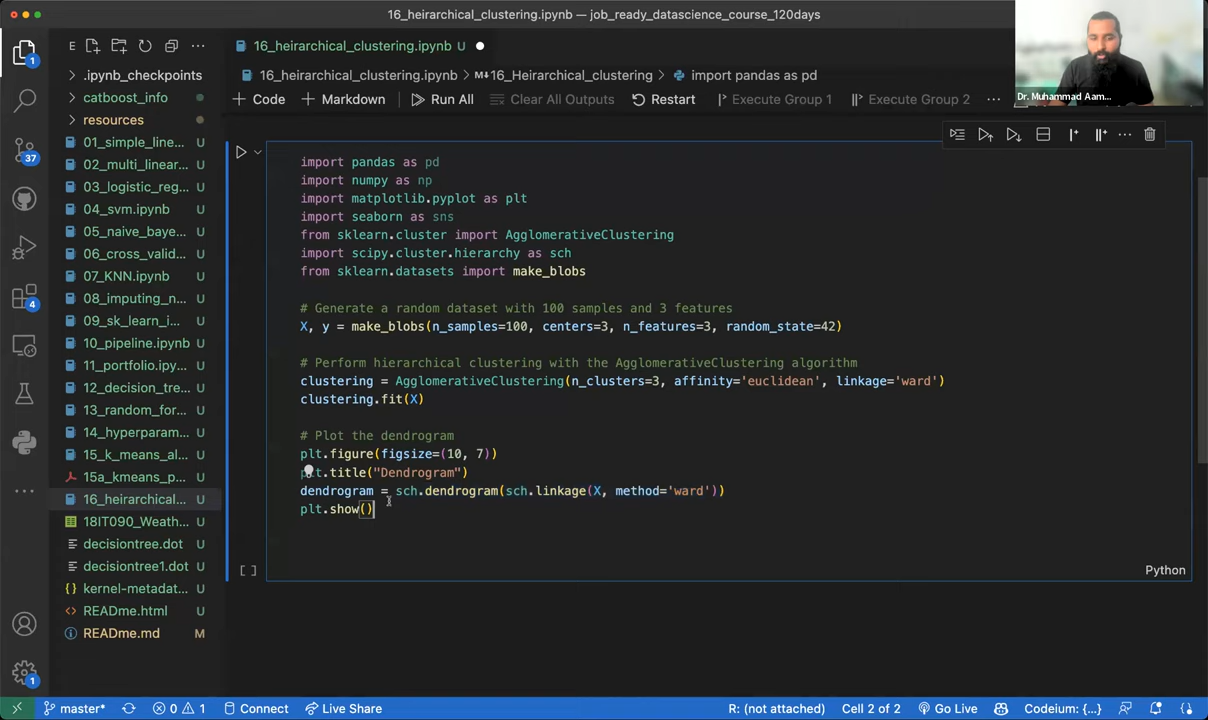 16_heirarchical_clustering.ipynb — job_ready_datascience_course_120days
1
E
16_heirarchical_clustering.ipynb U
16_heirarchical_clustering.ipynb > M↓16_Heirarchical_clustering > import pandas as pd
+ Code + Markdown Run All Clear All Outputs Restart Execute Group 1 Execute Group 2 ...
Dr. Muhammad Aam...
.ipynb_checkpoints
catboost_info
resources
01_simple_line... U
02_multi_linear... U
03_logistic_reg... U
04_svm.ipynb U
05_naive_baye... U
06_cross_valid... U
07_KNN.ipynb U
08_imputing_n... U
09_sk_learn_i... U
10_pipeline.ipynb U
11_portfolio.ipy... U
12_decision_tre... U
13_random_for... U
14_hyperparam... U
15_k_means_al... U
15a_kmeans_p... U
16_heirarchical... U
18IT090_Weath... U
decisiontree.dot U
decisiontree1.dot U
kernel-metadat... U
READme.html U
READme.md M
37
4
1
import pandas as pd
import numpy as np
import matplotlib.pyplot as plt
import seaborn as sns
from sklearn.cluster import AgglomerativeClustering
import scipy.cluster.hierarchy as sch
from sklearn.datasets import make_blobs
# Generate a random dataset with 100 samples and 3 features
X, y = make_blobs(n_samples=100, centers=3, n_features=3, random_state=42)
# Perform hierarchical clustering with the AgglomerativeClustering algorithm
clustering = AgglomerativeClustering(n_clusters=3, affinity='euclidean', linkage='ward')
clustering.fit(X)
# Plot the dendrogram
plt.figure(figsize=(10, 7))
plt.title("Dendrogram")
dendrogram = sch.dendrogram(sch.linkage(X, method='ward'))
plt.show()
[ ]
Python
master* 0 1 Connect Live Share R: (not attached) Cell 2 of 2 Go Live Codeium: {...}